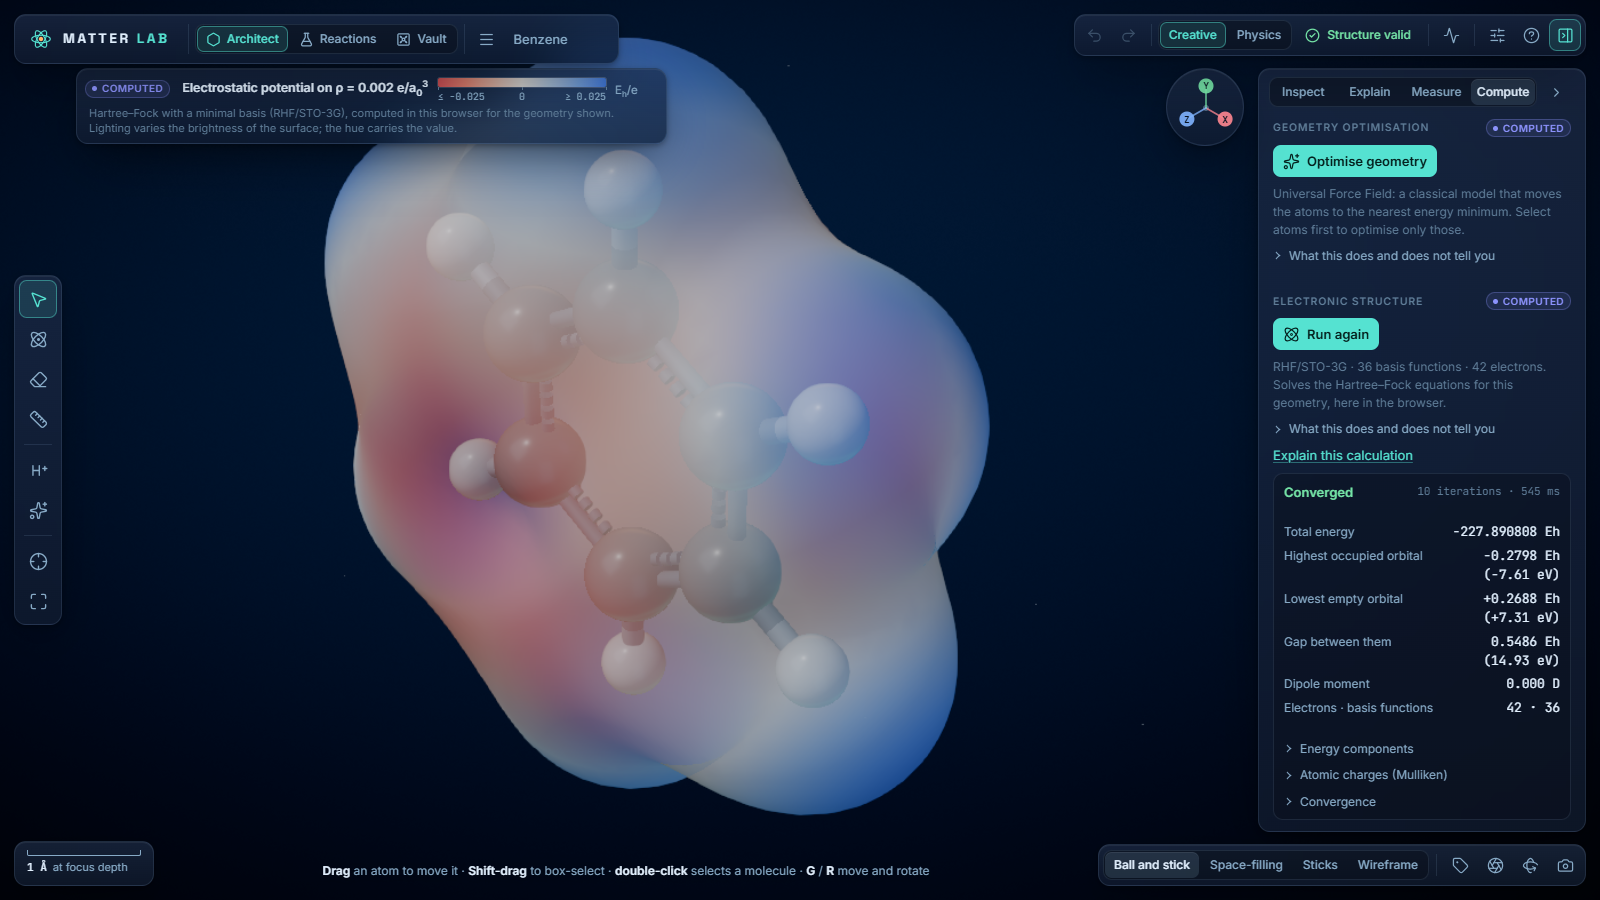 MATTER LAB
Architect
Reactions
Vault
Benzene
Creative
Physics
Structure valid
COMPUTED
Electrostatic potential on ρ = 0.002 e/a₀³
≤ -0.025
0
≥ 0.025
Eₕ/e
Hartree–Fock with a minimal basis (RHF/STO-3G), computed in this browser for the geometry shown.
Lighting varies the brightness of the surface; the hue carries the value.
Y
Z
X
Inspect
Explain
Measure
Compute
GEOMETRY OPTIMISATION
COMPUTED
Optimise geometry
Universal Force Field: a classical model that moves
the atoms to the nearest energy minimum. Select
atoms first to optimise only those.
What this does and does not tell you
ELECTRONIC STRUCTURE
COMPUTED
Run again
RHF/STO-3G · 36 basis functions · 42 electrons.
Solves the Hartree–Fock equations for this
geometry, here in the browser.
What this does and does not tell you
Explain this calculation
Converged
10 iterations · 545 ms
Total energy
-227.890808 Eh
Highest occupied orbital
-0.2798 Eh
(-7.61 eV)
Lowest empty orbital
+0.2688 Eh
(+7.31 eV)
Gap between them
0.5486 Eh
(14.93 eV)
Dipole moment
0.000 D
Electrons · basis functions
42 · 36
Energy components
Atomic charges (Mulliken)
Convergence
H⁺
1 Å at focus depth
Drag an atom to move it · Shift-drag to box-select · double-click selects a molecule · G / R move and rotate
Ball and stick
Space-filling
Sticks
Wireframe